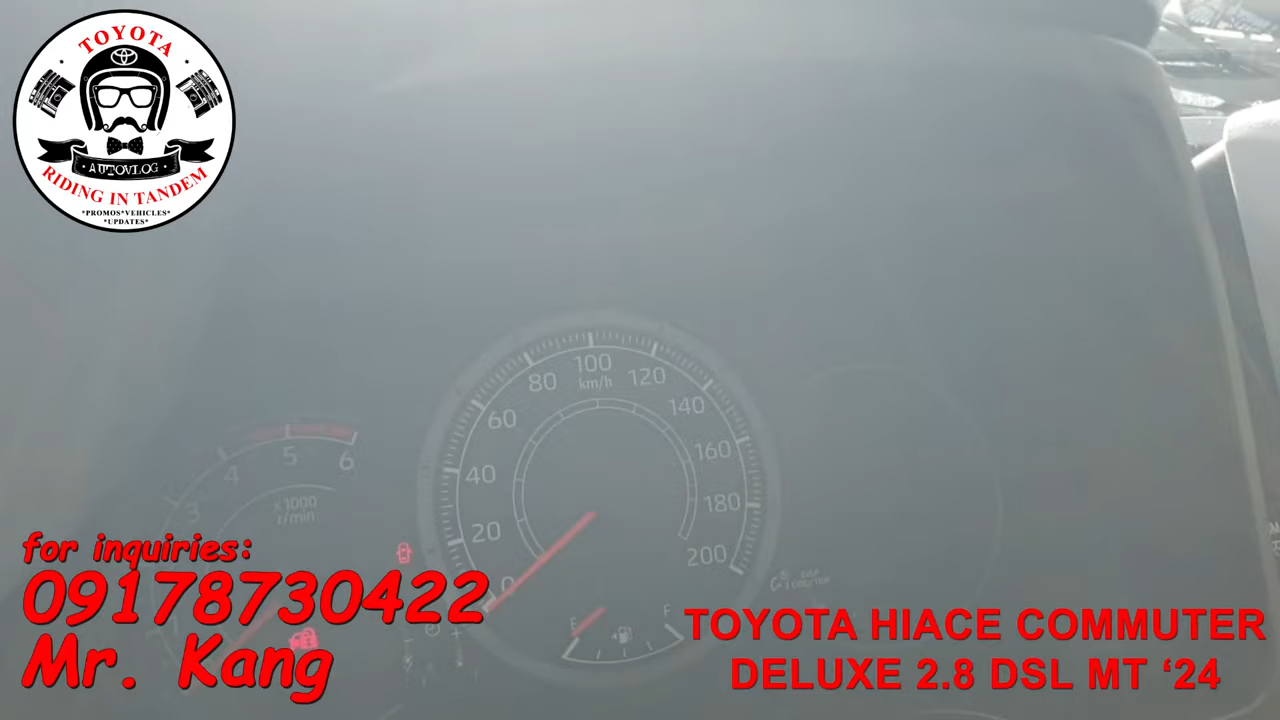 TOYOTA
AUTOVLOG
RIDING IN TANDEM
*PROMOS*VEHICLES*
*UPDATES*
100
80
km/h
120
60
140
5
6
160
4
40
x1000
180
3
r/min
20
for inquiries:
200
0
09178730422
E
F
TOYOTA HIACE COMMUTER
Mr. Kang
DELUXE 2.8 DSL MT ‘24